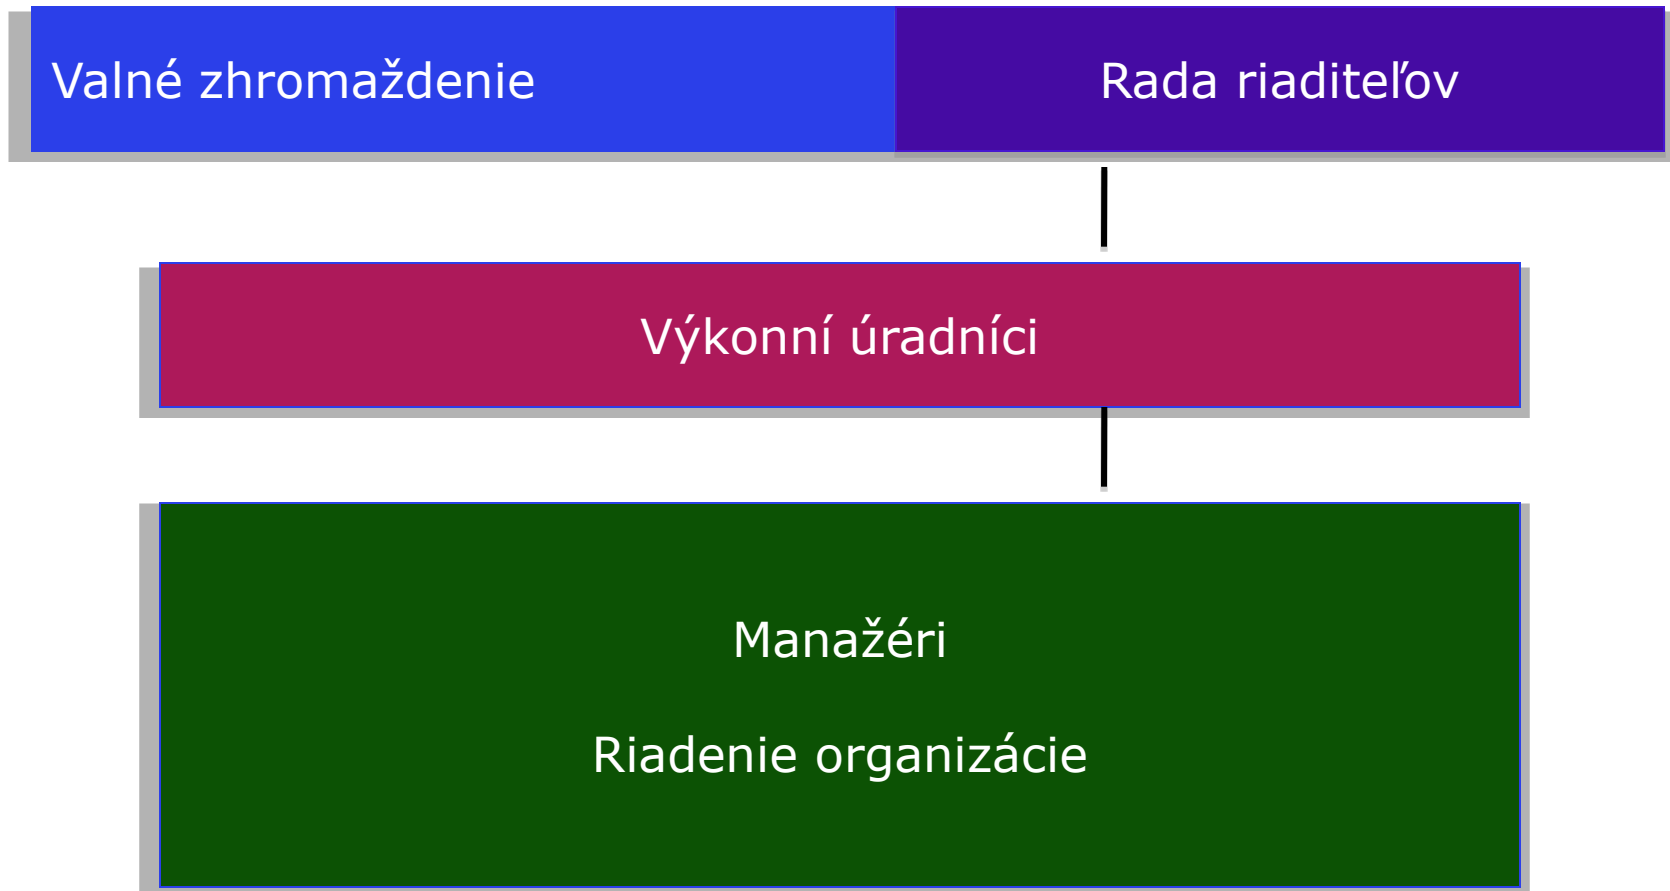 Valné zhromaždenie
Rada riaditeľov
Výkonní úradníci
Manažéri
Riadenie organizácie